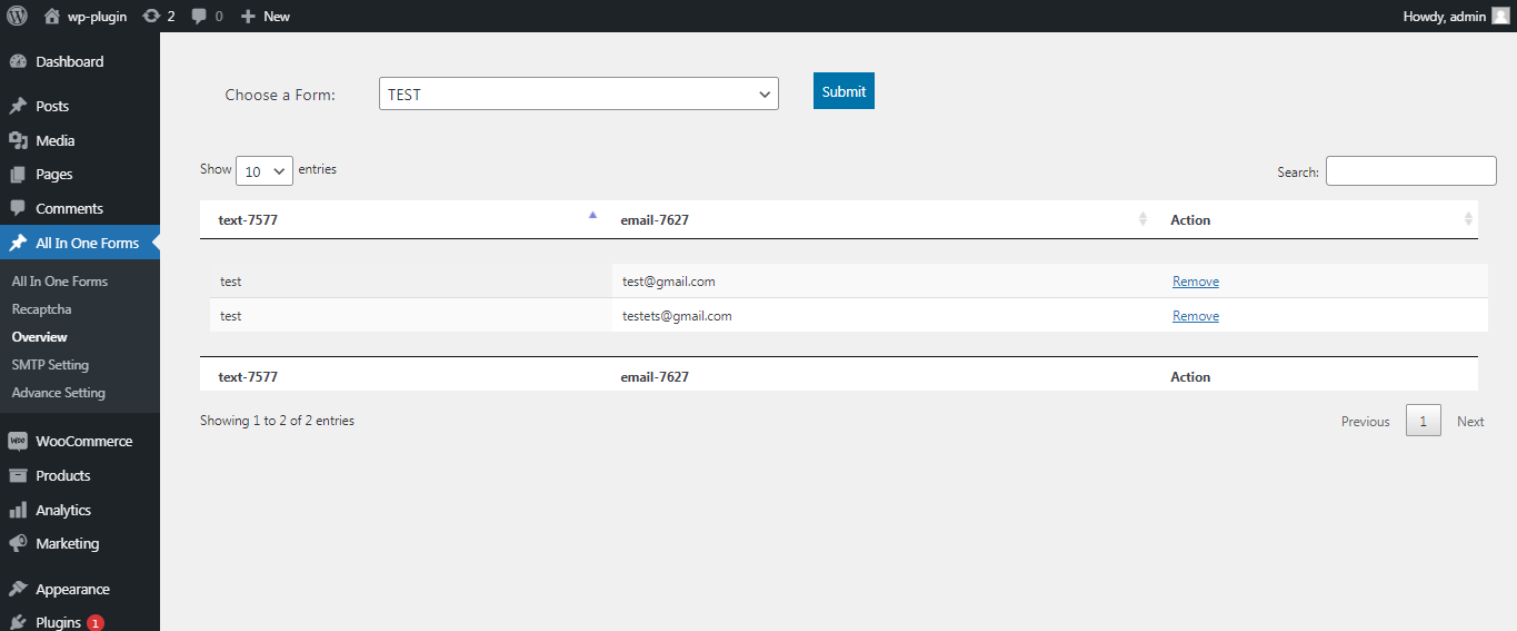 wp-plugin 2 0 New Howdy, admin
Dashboard
Posts
Media
Pages
Comments
All In One Forms
All In One Forms
Recaptcha
Overview
SMTP Setting
Advance Setting
WooCommerce
Products
Analytics
Marketing
Appearance
Plugins 1
Choose a Form: TEST Submit
Show 10 entries Search:
text-7577 email-7627 Action
test test@gmail.com Remove
test testets@gmail.com Remove
text-7577 email-7627 Action
Showing 1 to 2 of 2 entries Previous 1 Next